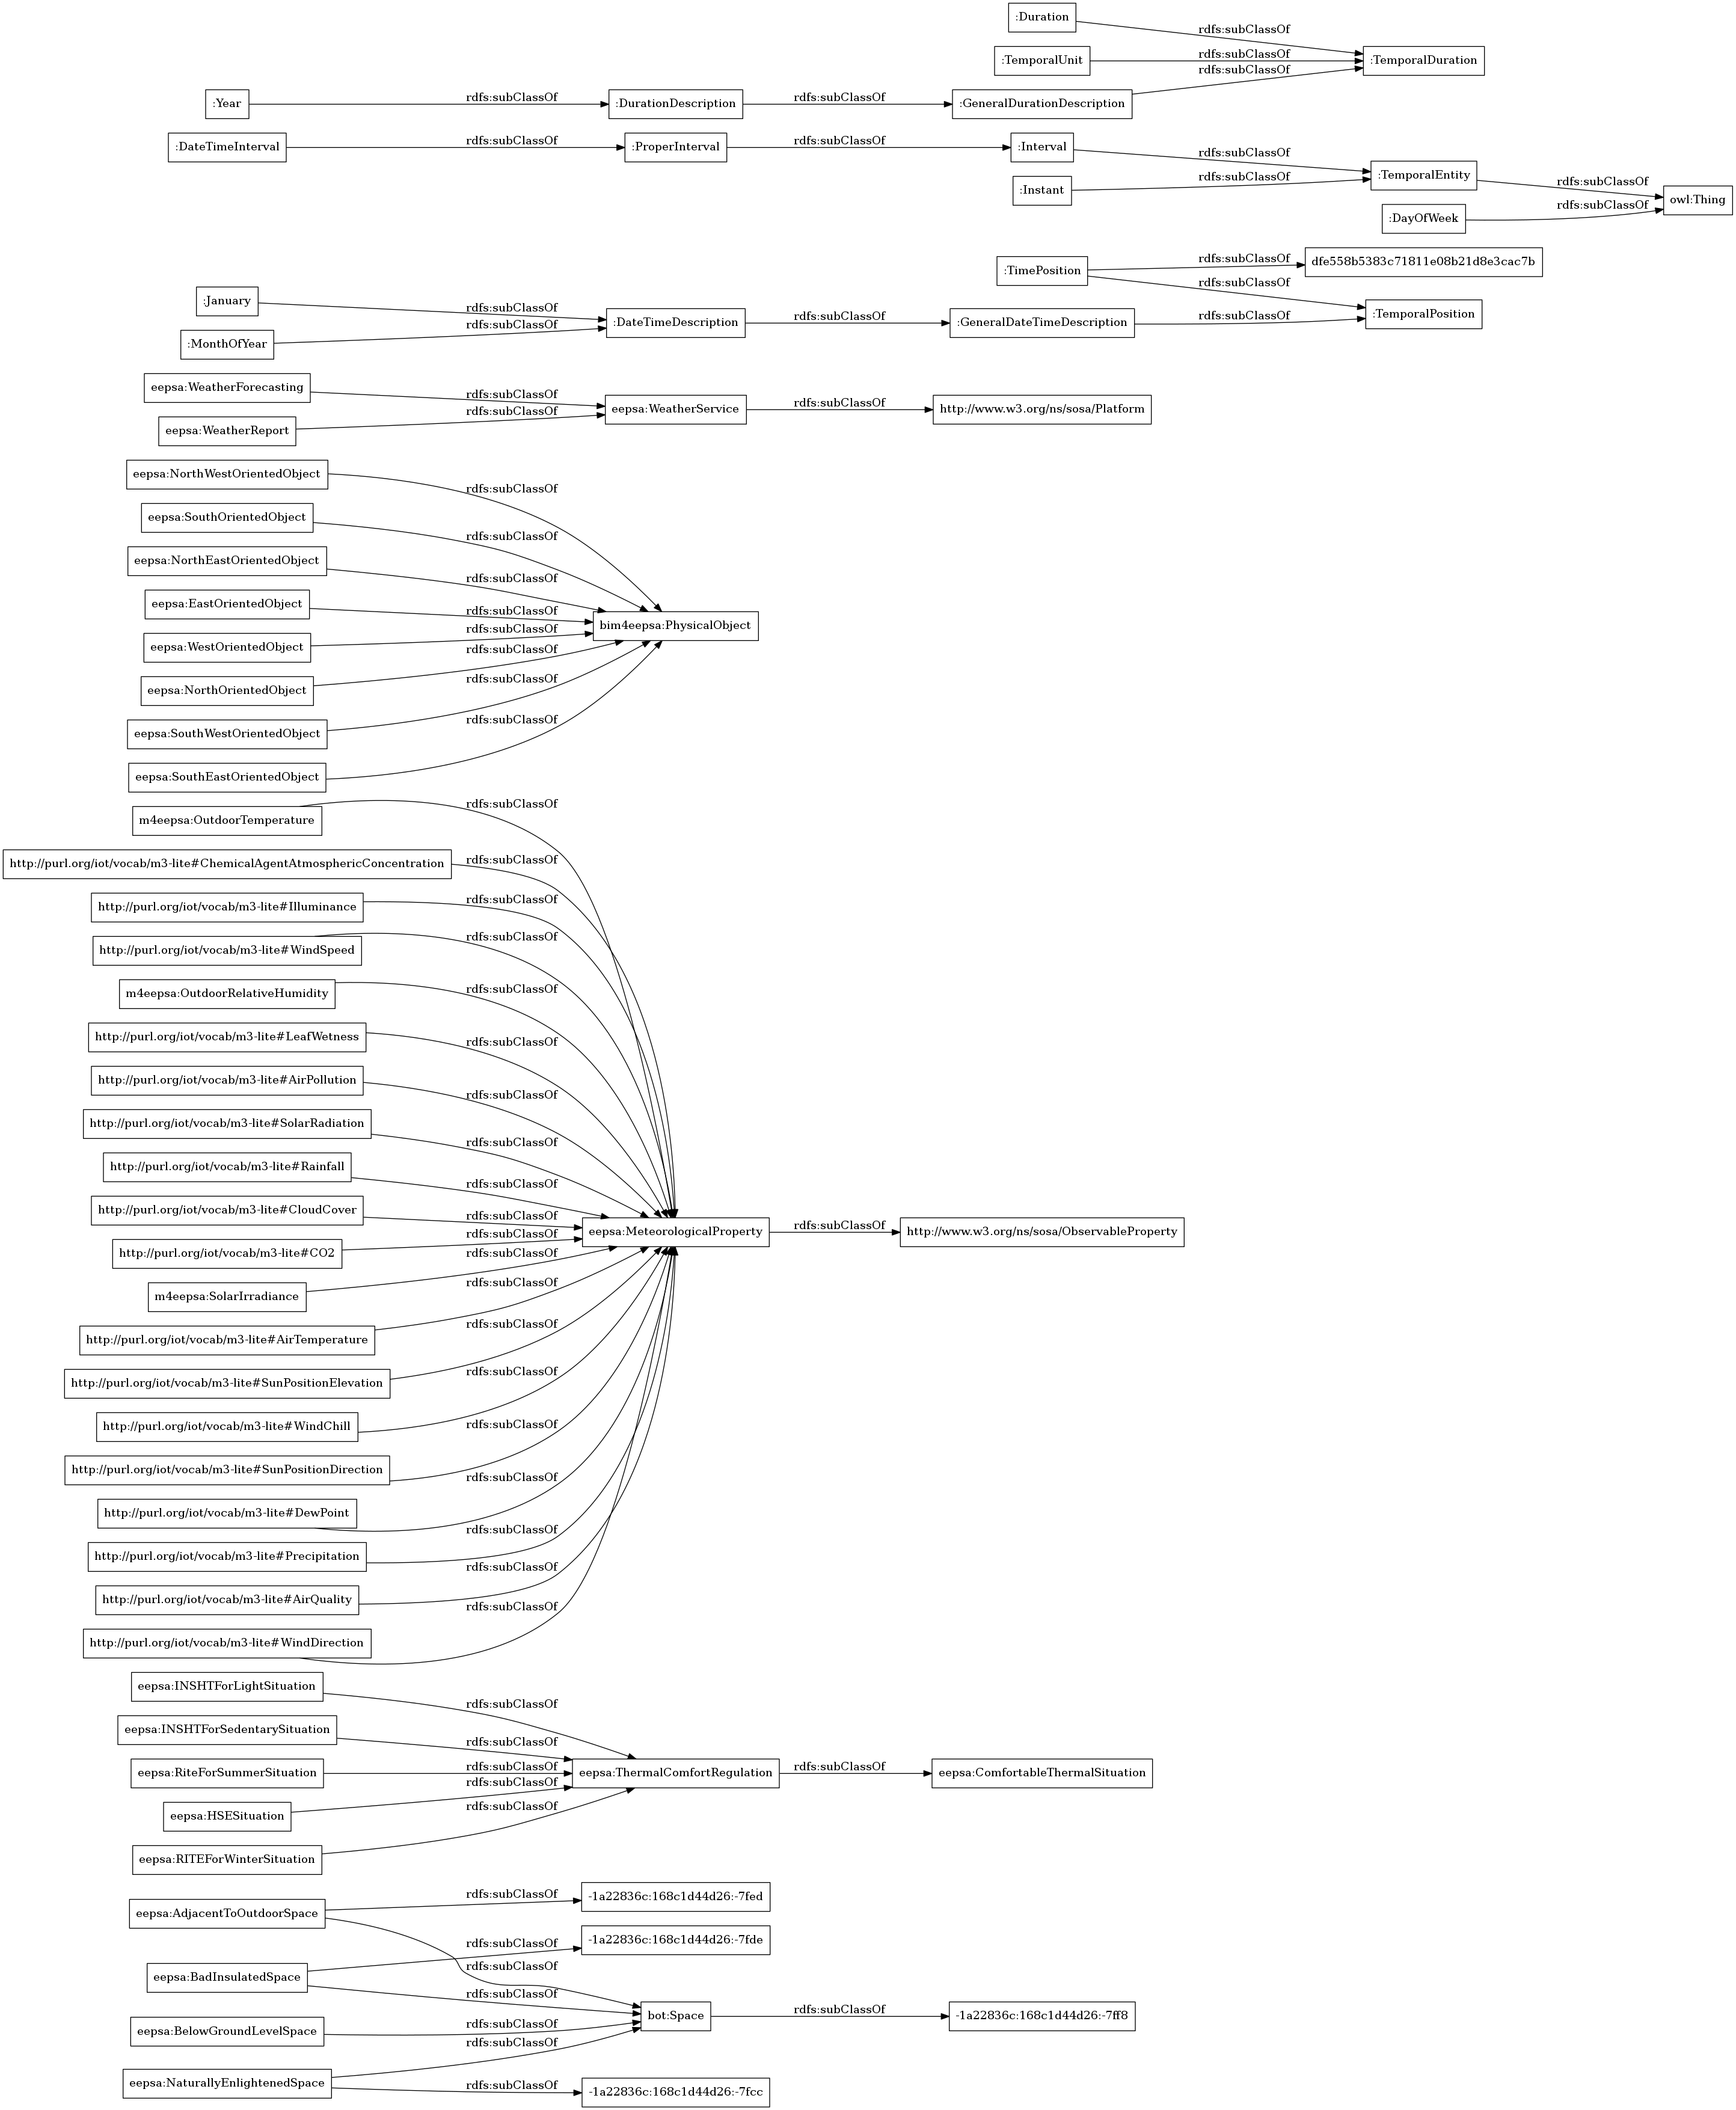 :Duration
rdfs:subClassOf
:TemporalUnit
rdfs:subClassOf
:TemporalDuration
rdfs:subClassOf
:Year
rdfs:subClassOf
:DurationDescription
rdfs:subClassOf
:GeneralDurationDescription
:DateTimeInterval
rdfs:subClassOf
:ProperInterval
rdfs:subClassOf
:Interval
rdfs:subClassOf
:TemporalEntity
rdfs:subClassOf
:Instant
rdfs:subClassOf
owl:Thing
:DayOfWeek
rdfs:subClassOf
:TimePosition
rdfs:subClassOf
dfe558b5383c71811e08b21d8e3cac7b
rdfs:subClassOf
:January
rdfs:subClassOf
:DateTimeDescription
rdfs:subClassOf
:GeneralDateTimeDescription
rdfs:subClassOf
:TemporalPosition
:MonthOfYear
rdfs:subClassOf
eepsa:WeatherForecasting
rdfs:subClassOf
eepsa:WeatherService
rdfs:subClassOf
http://www.w3.org/ns/sosa/Platform
eepsa:WeatherReport
rdfs:subClassOf
eepsa:NorthWestOrientedObject
rdfs:subClassOf
eepsa:SouthOrientedObject
rdfs:subClassOf
eepsa:NorthEastOrientedObject
rdfs:subClassOf
eepsa:EastOrientedObject
rdfs:subClassOf
bim4eepsa:PhysicalObject
eepsa:WestOrientedObject
rdfs:subClassOf
eepsa:NorthOrientedObject
rdfs:subClassOf
eepsa:SouthWestOrientedObject
rdfs:subClassOf
eepsa:SouthEastOrientedObject
rdfs:subClassOf
m4eepsa:OutdoorTemperature
rdfs:subClassOf
http://purl.org/iot/vocab/m3-lite#ChemicalAgentAtmosphericConcentration
rdfs:subClassOf
http://purl.org/iot/vocab/m3-lite#Illuminance
rdfs:subClassOf
http://purl.org/iot/vocab/m3-lite#WindSpeed
rdfs:subClassOf
m4eepsa:OutdoorRelativeHumidity
rdfs:subClassOf
http://purl.org/iot/vocab/m3-lite#LeafWetness
rdfs:subClassOf
http://purl.org/iot/vocab/m3-lite#AirPollution
rdfs:subClassOf
http://purl.org/iot/vocab/m3-lite#SolarRadiation
rdfs:subClassOf
http://purl.org/iot/vocab/m3-lite#Rainfall
rdfs:subClassOf
http://purl.org/iot/vocab/m3-lite#CloudCover
rdfs:subClassOf
eepsa:MeteorologicalProperty
rdfs:subClassOf
http://www.w3.org/ns/sosa/ObservableProperty
http://purl.org/iot/vocab/m3-lite#CO2
rdfs:subClassOf
m4eepsa:SolarIrradiance
rdfs:subClassOf
http://purl.org/iot/vocab/m3-lite#AirTemperature
rdfs:subClassOf
http://purl.org/iot/vocab/m3-lite#SunPositionElevation
rdfs:subClassOf
http://purl.org/iot/vocab/m3-lite#WindChill
rdfs:subClassOf
http://purl.org/iot/vocab/m3-lite#SunPositionDirection
rdfs:subClassOf
http://purl.org/iot/vocab/m3-lite#DewPoint
rdfs:subClassOf
http://purl.org/iot/vocab/m3-lite#Precipitation
rdfs:subClassOf
http://purl.org/iot/vocab/m3-lite#AirQuality
rdfs:subClassOf
http://purl.org/iot/vocab/m3-lite#WindDirection
rdfs:subClassOf
eepsa:INSHTForLightSituation
rdfs:subClassOf
eepsa:INSHTForSedentarySituation
rdfs:subClassOf
eepsa:RiteForSummerSituation
rdfs:subClassOf
eepsa:ThermalComfortRegulation
rdfs:subClassOf
eepsa:ComfortableThermalSituation
eepsa:HSESituation
rdfs:subClassOf
eepsa:RITEForWinterSituation
rdfs:subClassOf
eepsa:AdjacentToOutdoorSpace
rdfs:subClassOf
-1a22836c:168c1d44d26:-7fed
rdfs:subClassOf
eepsa:BadInsulatedSpace
rdfs:subClassOf
-1a22836c:168c1d44d26:-7fde
rdfs:subClassOf
bot:Space
rdfs:subClassOf
-1a22836c:168c1d44d26:-7ff8
eepsa:BelowGroundLevelSpace
rdfs:subClassOf
eepsa:NaturallyEnlightenedSpace
rdfs:subClassOf
rdfs:subClassOf
-1a22836c:168c1d44d26:-7fcc